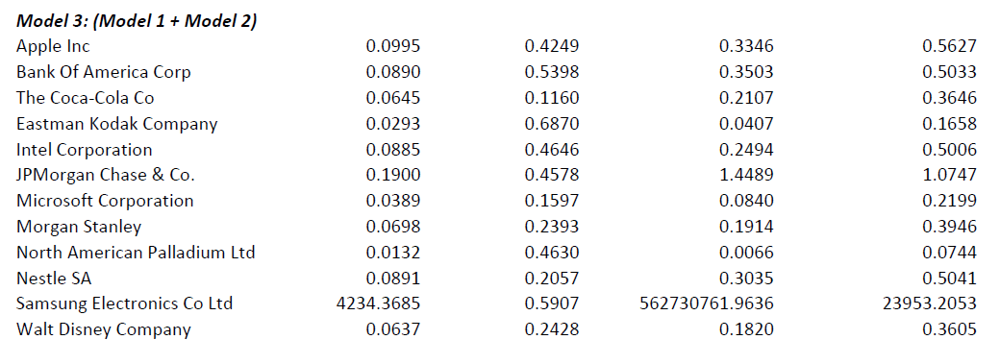 Model 3: (Model 1 + Model 2)
Apple Inc 0.0995 0.4249 0.3346 0.5627
Bank Of America Corp 0.0890 0.5398 0.3503 0.5033
The Coca-Cola Co 0.0645 0.1160 0.2107 0.3646
Eastman Kodak Company 0.0293 0.6870 0.0407 0.1658
Intel Corporation 0.0885 0.4646 0.2494 0.5006
JPMorgan Chase & Co. 0.1900 0.4578 1.4489 1.0747
Microsoft Corporation 0.0389 0.1597 0.0840 0.2199
Morgan Stanley 0.0698 0.2393 0.1914 0.3946
North American Palladium Ltd 0.0132 0.4630 0.0066 0.0744
Nestle SA 0.0891 0.2057 0.3035 0.5041
Samsung Electronics Co Ltd 4234.3685 0.5907 562730761.9636 23953.2053
Walt Disney Company 0.0637 0.2428 0.1820 0.3605